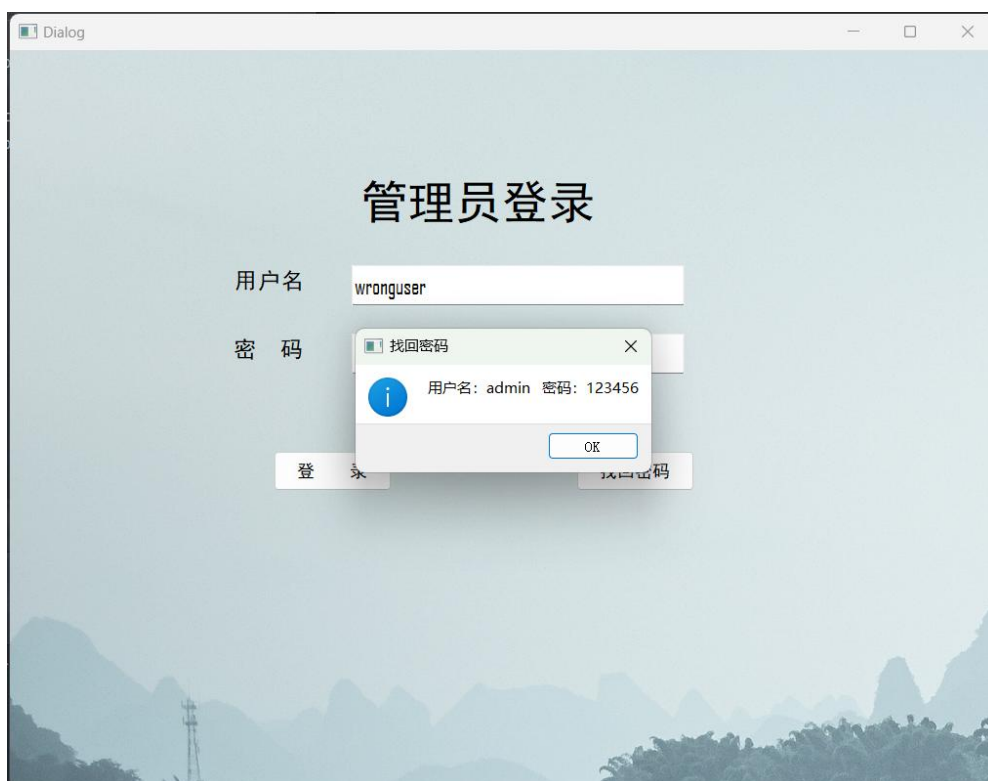 Dialog
管理员登录
用户名
wronguser
密 码
找回密码
用户名：admin 密码：123456
OK
登 录
找回密码